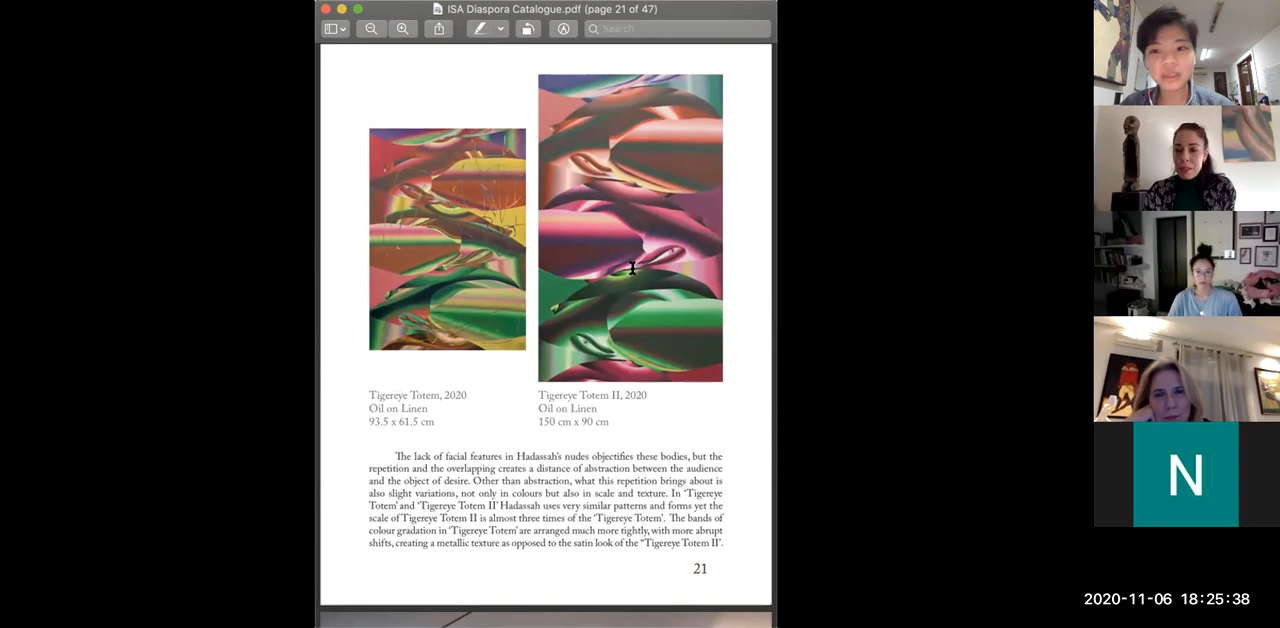 ISA Diaspora Catalogue.pdf (page 21 of 47)
Search
Tigereye Totem, 2020
Oil on Linen
93.5 x 61.5 cm
Tigereye Totem II, 2020
Oil on Linen
150 cm x 90 cm
The lack of facial features in Hadassah's nudes objectifies these bodies, but the
repetition and the overlapping creates a distance of abstraction between the audience
and the object of desire. Other than abstraction, what this repetition brings about is
also slight variations, not only in colours but also in scale and texture. In 'Tigereye
Totem' and 'Tigereye Totem II' Hadassah uses very similar patterns and forms yet the
scale of Tigereye Totem II is almost three times of the 'Tigereye Totem'. The bands of
colour gradation in 'Tigereye Totem' are arranged much more tightly, with more abrupt
shifts, creating a metallic texture as opposed to the satin look of the "Tigereye Totem II'.
21
N
2020-11-06 18:25:38